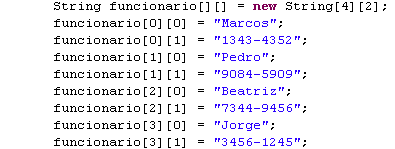 String funcionario[][] = new String[4][2];
funcionario[0][0] = "Marcos";
funcionario[0][1] = "1343-4352";
funcionario[1][0] = "Pedro";
funcionario[1][1] = "9084-5909";
funcionario[2][0] = "Beatriz";
funcionario[2][1] = "7344-9456";
funcionario[3][0] = "Jorge";
funcionario[3][1] = "3456-1245";